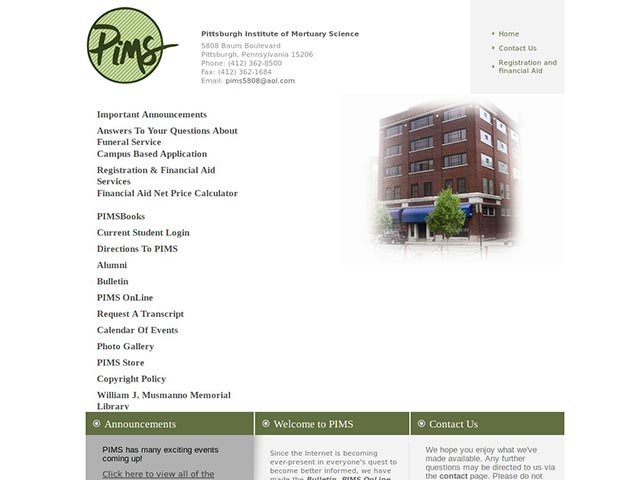 PiMS
Pittsburgh Institute of Mortuary Science
5808 Baum Boulevard
Pittsburgh, Pennsylvania 15206
Phone: (412) 362-8500
Fax: (412) 362-1684
Email: pims5808@aol.com
Home
Contact Us
Registration and
Financial Aid
Important Announcements
Answers To Your Questions About
Funeral Service
Campus Based Application
Registration & Financial Aid
Services
Financial Aid Net Price Calculator
PIMSBooks
Current Student Login
Directions To PIMS
Alumni
Bulletin
PIMS OnLine
Request A Transcript
Calendar Of Events
Photo Gallery
PIMS Store
Copyright Policy
William J. Musmanno Memorial
Library
Announcements
PIMS has many exciting events
coming up!
Click here to view all of the
Welcome to PIMS
Since the Internet is becoming
ever-present in everyone's quest to
become better informed, we have
made the Bulletin, PIMS OnLine,
Contact Us
We hope you enjoy what we've
made available. Any further
questions may be directed to us via
the contact page. Please do not